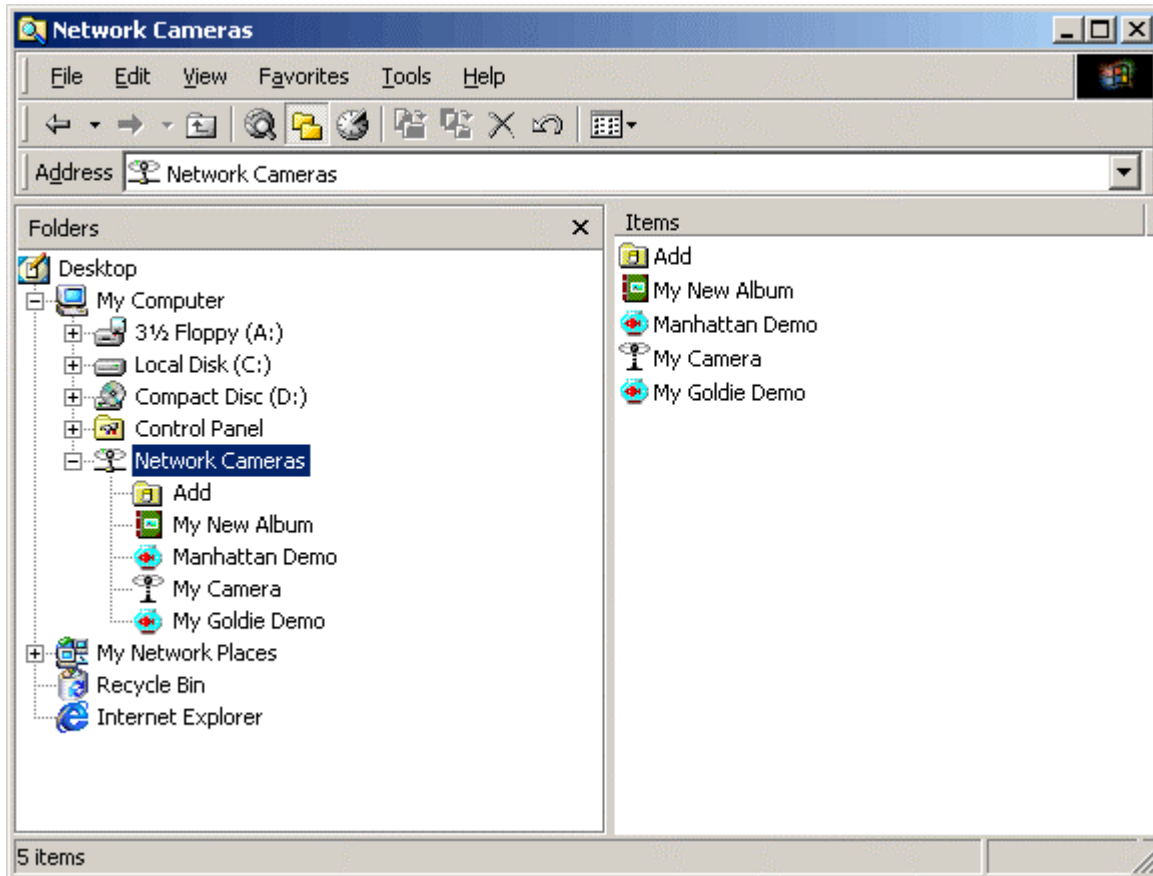 Network Cameras
File Edit View Favorites Tools Help
Address Network Cameras
Folders
Desktop
My Computer
3½ Floppy (A:)
Local Disk (C:)
Compact Disc (D:)
Control Panel
Network Cameras
Add
My New Album
Manhattan Demo
My Camera
My Goldie Demo
My Network Places
Recycle Bin
Internet Explorer
Items
Add
My New Album
Manhattan Demo
My Camera
My Goldie Demo
5 items